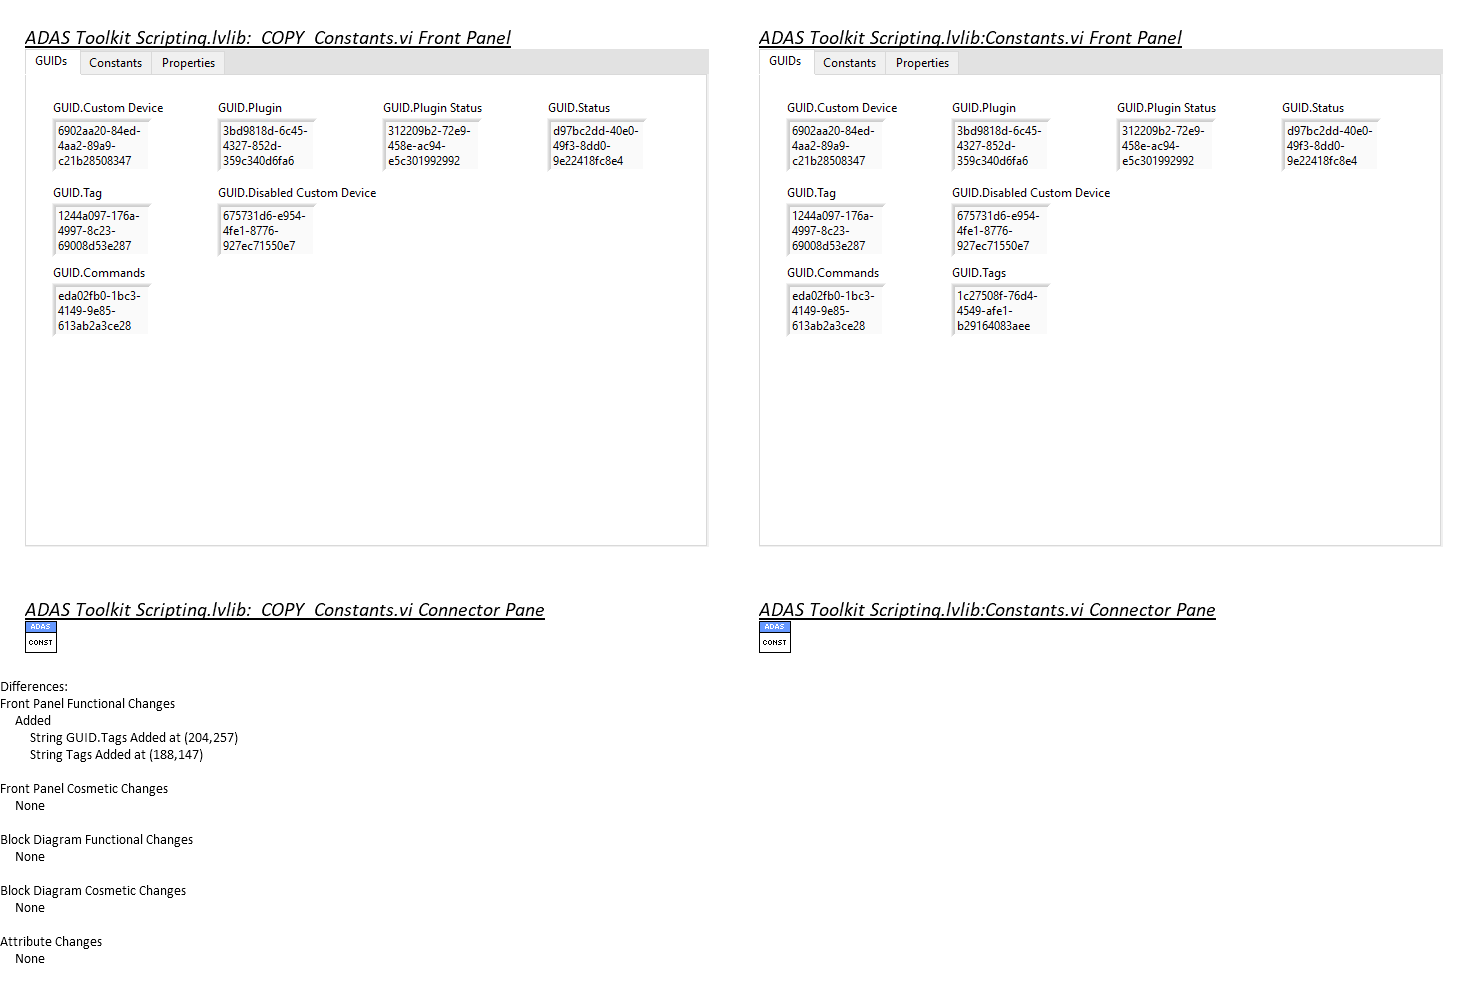 ADAS Toolkit Scripting.lvlib:_COPY_Constants.vi Front Panel
GUIDs Constants Properties
GUID.Custom Device GUID.Plugin GUID.Plugin Status GUID.Status
6902aa20-84ed- 3bd9818d-6c45- 312209b2-72e9- d97bc2dd-40e0-
4aa2-89a9- 4327-852d- 458e-ac94- 49f3-8dd0-
c21b28508347 359c340d6fa6 e5c301992992 9e22418fc8e4
GUID.Tag GUID.Disabled Custom Device
1244a097-176a- 675731d6-e954-
4997-8c23- 4fe1-8776-
69008d53e287 927ec71550e7
GUID.Commands
eda02fb0-1bc3-
4149-9e85-
613ab2a3ce28
ADAS Toolkit Scripting.lvlib:Constants.vi Front Panel
GUIDs Constants Properties
GUID.Custom Device GUID.Plugin GUID.Plugin Status GUID.Status
6902aa20-84ed- 3bd9818d-6c45- 312209b2-72e9- d97bc2dd-40e0-
4aa2-89a9- 4327-852d- 458e-ac94- 49f3-8dd0-
c21b28508347 359c340d6fa6 e5c301992992 9e22418fc8e4
GUID.Tag GUID.Disabled Custom Device
1244a097-176a- 675731d6-e954-
4997-8c23- 4fe1-8776-
69008d53e287 927ec71550e7
GUID.Commands GUID.Tags
eda02fb0-1bc3- 1c27508f-76d4-
4149-9e85- 4549-afe1-
613ab2a3ce28 b29164083aee
ADAS Toolkit Scripting.lvlib:_COPY_Constants.vi Connector Pane
ADAS
CONST
ADAS Toolkit Scripting.lvlib:Constants.vi Connector Pane
ADAS
CONST
Differences:
Front Panel Functional Changes
Added
String GUID.Tags Added at (204,257)
String Tags Added at (188,147)
Front Panel Cosmetic Changes
None
Block Diagram Functional Changes
None
Block Diagram Cosmetic Changes
None
Attribute Changes
None